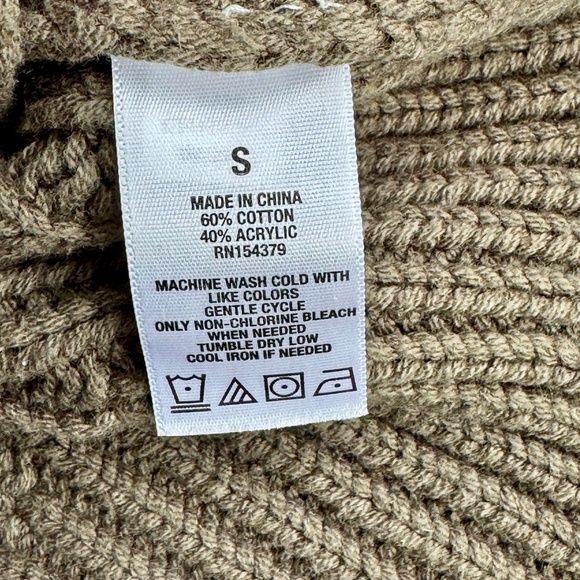 S
MADE IN CHINA
60% COTTON
40% ACRYLIC
RN154379
MACHINE WASH COLD WITH
LIKE COLORS
GENTLE CYCLE
ONLY NON-CHLORINE BLEACH
WHEN NEEDED
TUMBLE DRY LOW
COOL IRON IF NEEDED